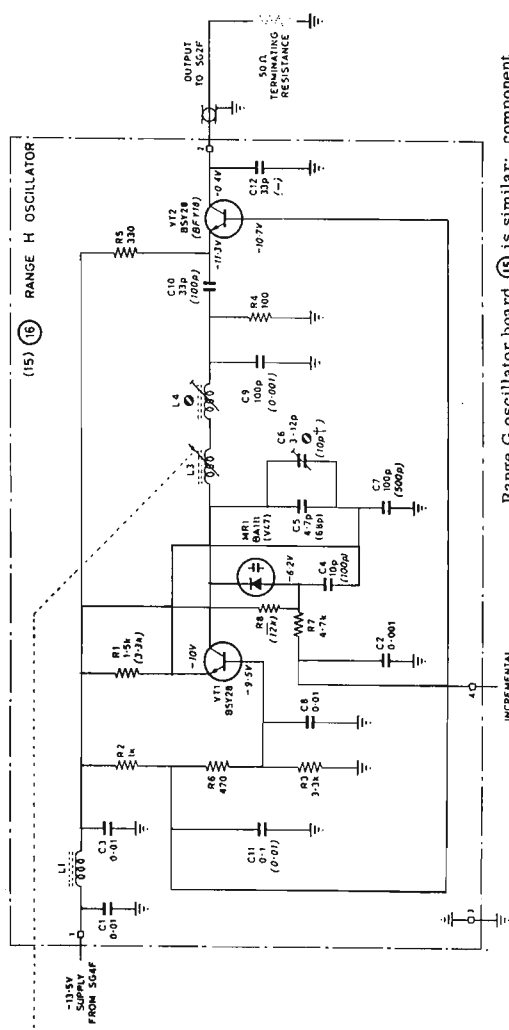 (15) 16 RANGE H OSCILLATOR
-13·5V
SUPPLY
FROM SG4F
1
L1
C1
0·01
C3
0·01
R2
1k
R1
1·5k
(3·3k)
R6
470
R3
3·3k
C11
0·1
(0·01)
C8
0·01
-10V
-9·5V
VT1
BSY28
R8
(12k)
R7
4·7k
C2
0·001
MR1
BA111
(V47)
-6·2V
C4
10p
(100p)
C5
4·7p
(68p)
C6
3-12p
(10p†)
C7
100p
(500p)
L3
L4
C9
100p
(0·001)
R4
100
C10
33p
(100p)
R5
330
-11·3V
VT2
BSY28
(BFY18)
-0·4V
-10·7V
C12
33p
(—)
2
OUTPUT
TO SG2F
50Ω
TERMINATING
RESISTANCE
3
4
INCREMENTAL
Range G oscillator board (15) is similar: component